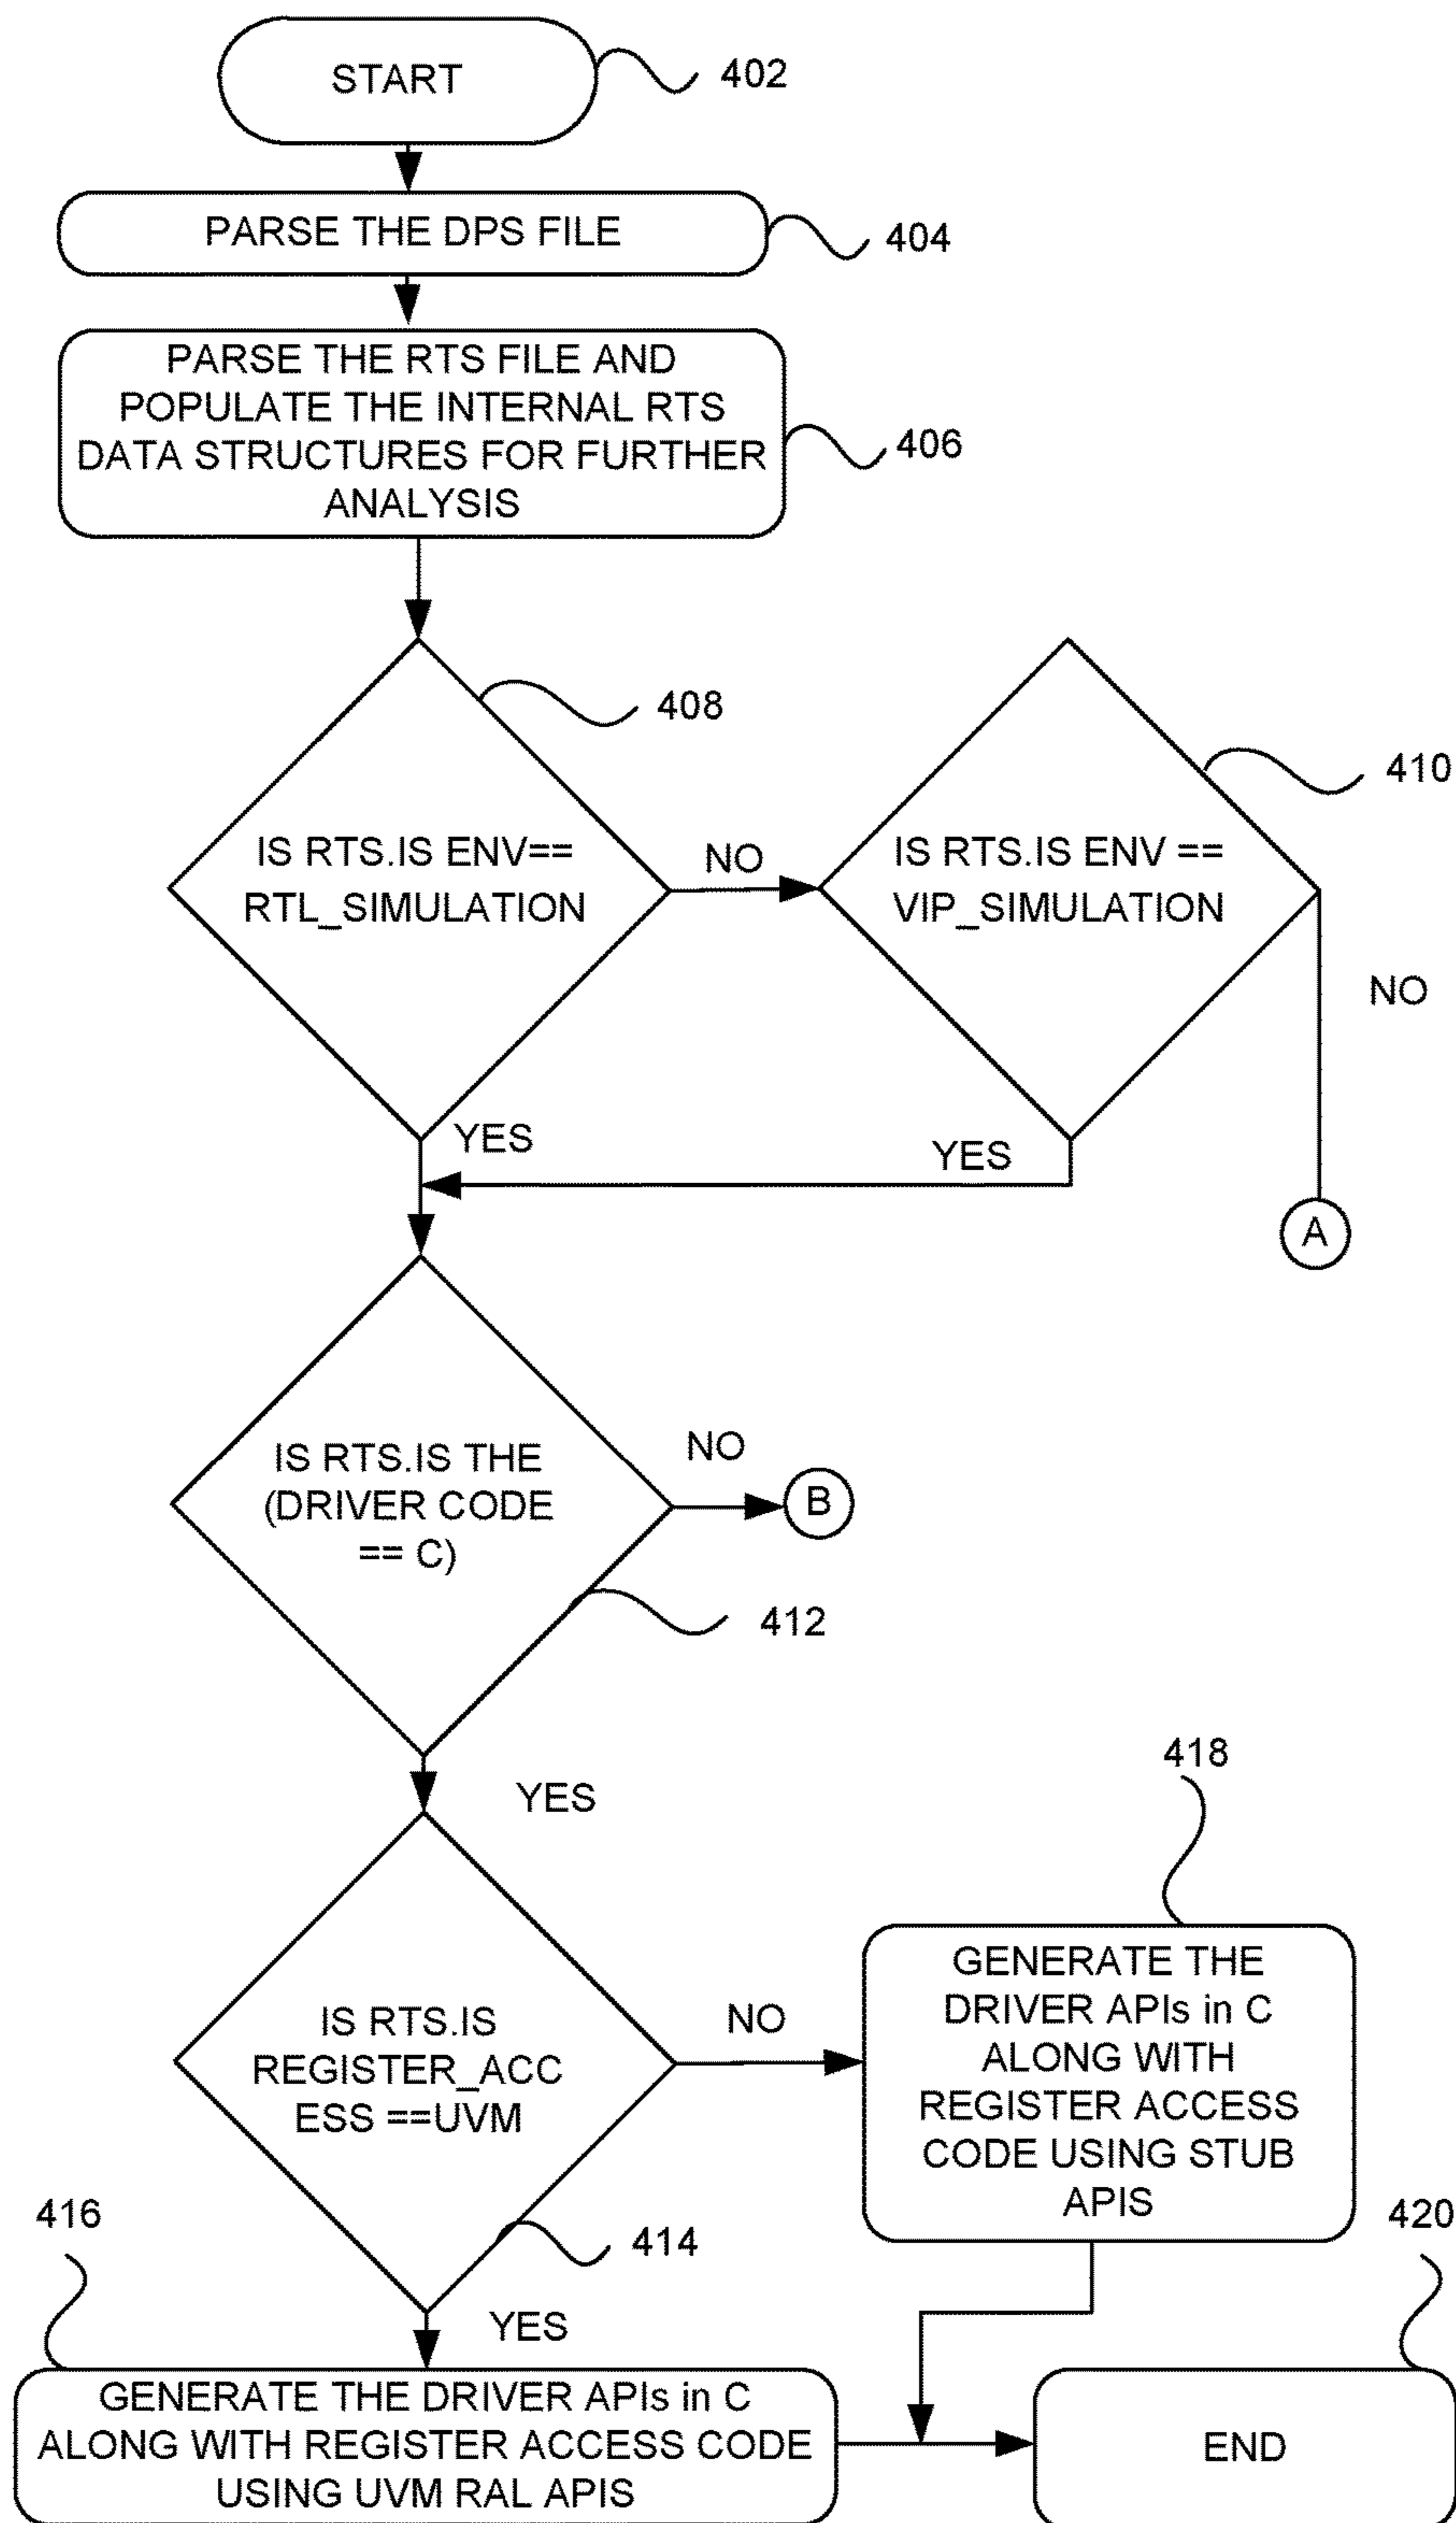 START
402
PARSE THE DPS FILE
404
PARSE THE RTS FILE AND
POPULATE THE INTERNAL RTS
DATA STRUCTURES FOR FURTHER
ANALYSIS
406
408
410
IS RTS.IS ENV==
RTL_SIMULATION
NO
IS RTS.IS ENV ==
VIP_SIMULATION
NO
YES
YES
A
IS RTS.IS THE
(DRIVER CODE
== C)
NO
B
412
YES
418
IS RTS.IS
REGISTER_ACC
ESS ==UVM
NO
GENERATE THE
DRIVER APIs in C
ALONG WITH
REGISTER ACCESS
CODE USING STUB
APIS
414
416
420
YES
GENERATE THE DRIVER APIs in C
ALONG WITH REGISTER ACCESS CODE
USING UVM RAL APIS
END